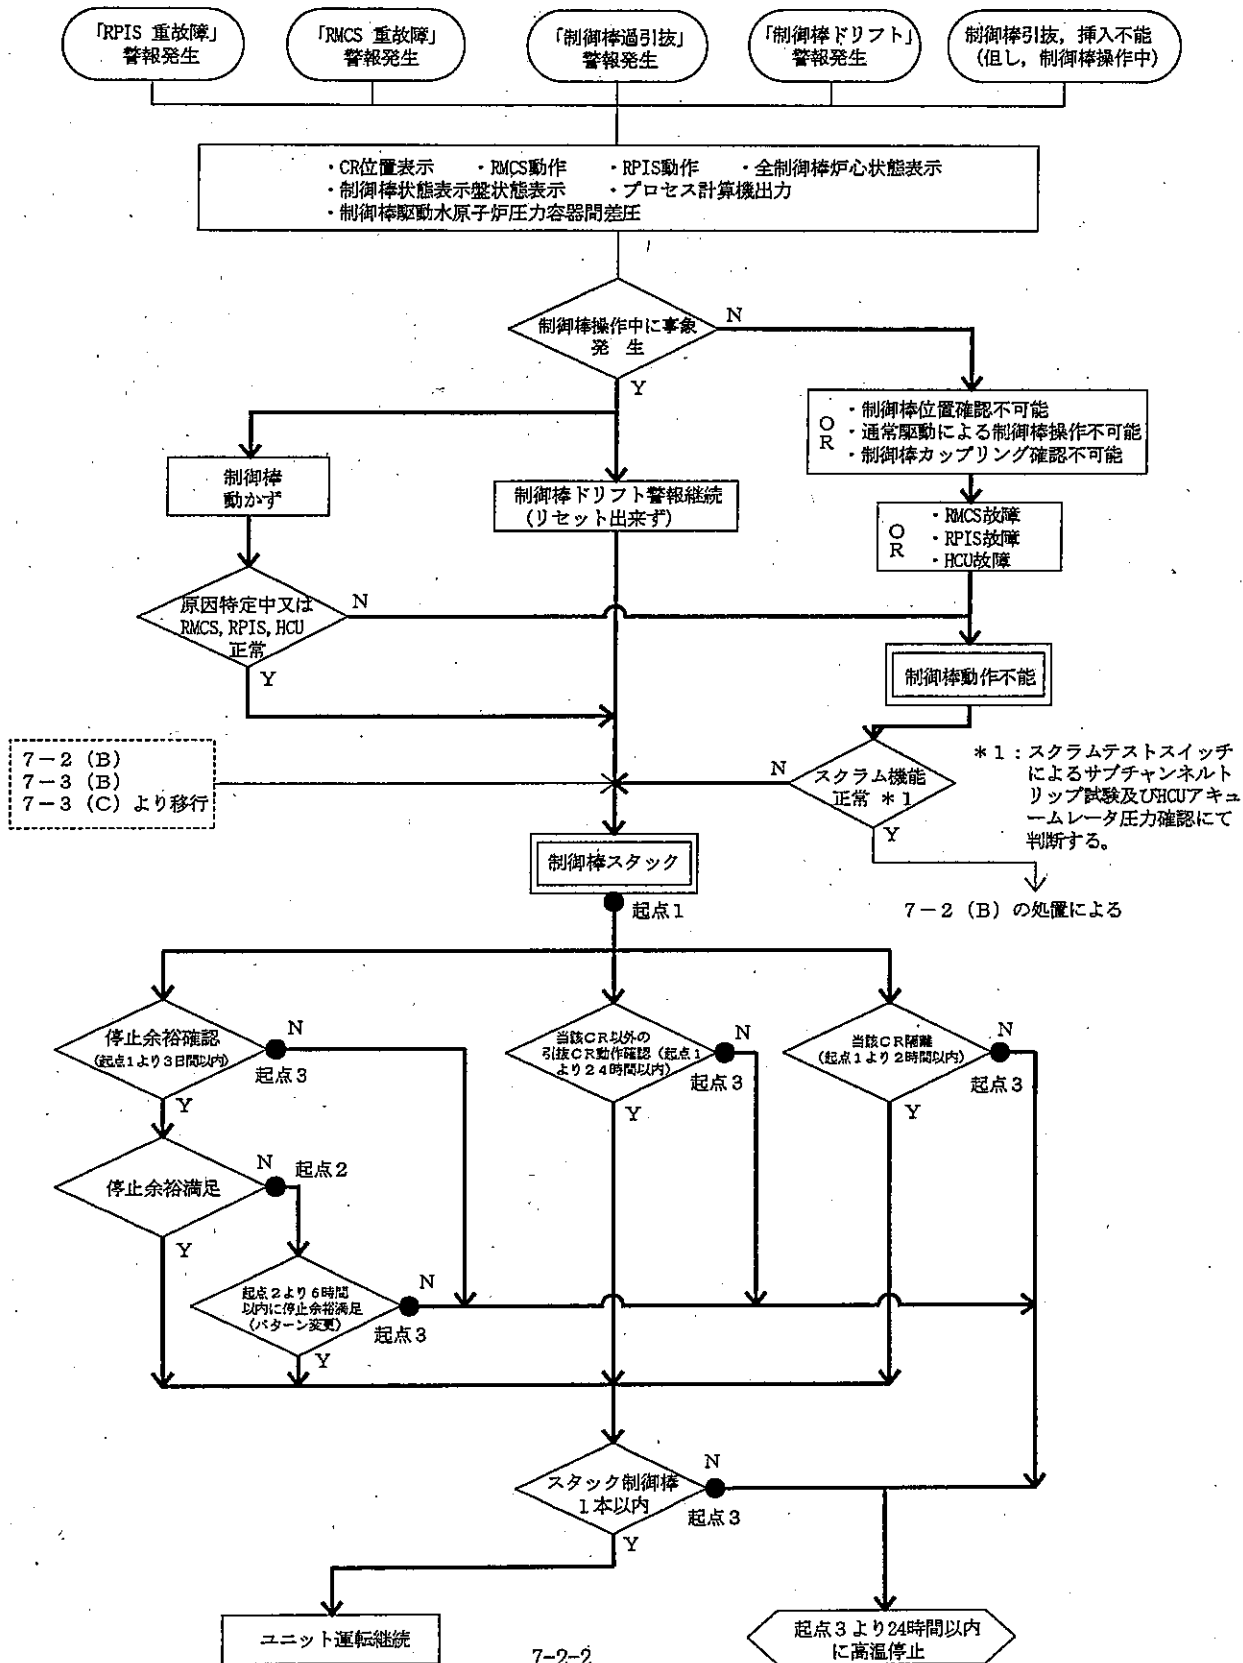 「RPIS 重故障」
警報発生
「RMCS 重故障」
警報発生
「制御棒過引抜」
警報発生
「制御棒ドリフト」
警報発生
制御棒引抜,挿入不能
(但し,制御棒操作中)
・CR位置表示 ・RMCS動作 ・RPIS動作 ・全制御棒炉心状態表示
・制御棒状態表示盤状態表示 ・プロセス計算機出力
・制御棒駆動水原子炉圧力容器間差圧
制御棒操作中に事象
発 生
N
Y
OR
・制御棒位置確認不可能
・通常駆動による制御棒操作不可能
・制御棒カップリング確認不可能
制御棒
動かず
制御棒ドリフト警報継続
(リセット出来ず)
OR
・RMCS故障
・RPIS故障
・HCU故障
原因特定中又は
RMCS,RPIS,HCU
正常
N
Y
制御棒動作不能
7-2 (B)
7-3 (B)
7-3 (C) より移行
N
スクラム機能
正常 *1
Y
*1:スクラムテストスイッチ
によるサブチャンネルト
リップ試験及びHCUアキュ
ームレータ圧力確認にて
判断する。
制御棒スタック
起点1
7-2 (B) の処置による
停止余裕確認
(起点1より3日間以内)
N
起点3
Y
当該CR以外の
引抜CR動作確認 (起点1
より24時間以内)
N
起点3
Y
当該CR隔離
(起点1より2時間以内)
N
起点3
Y
停止余裕満足
N
起点2
Y
起点2より6時間
以内に停止余裕満足
(パターン変更)
N
起点3
Y
スタック制御棒
1本以内
N
起点3
Y
ユニット運転継続
起点3より24時間以内
に高温停止
7-2-2